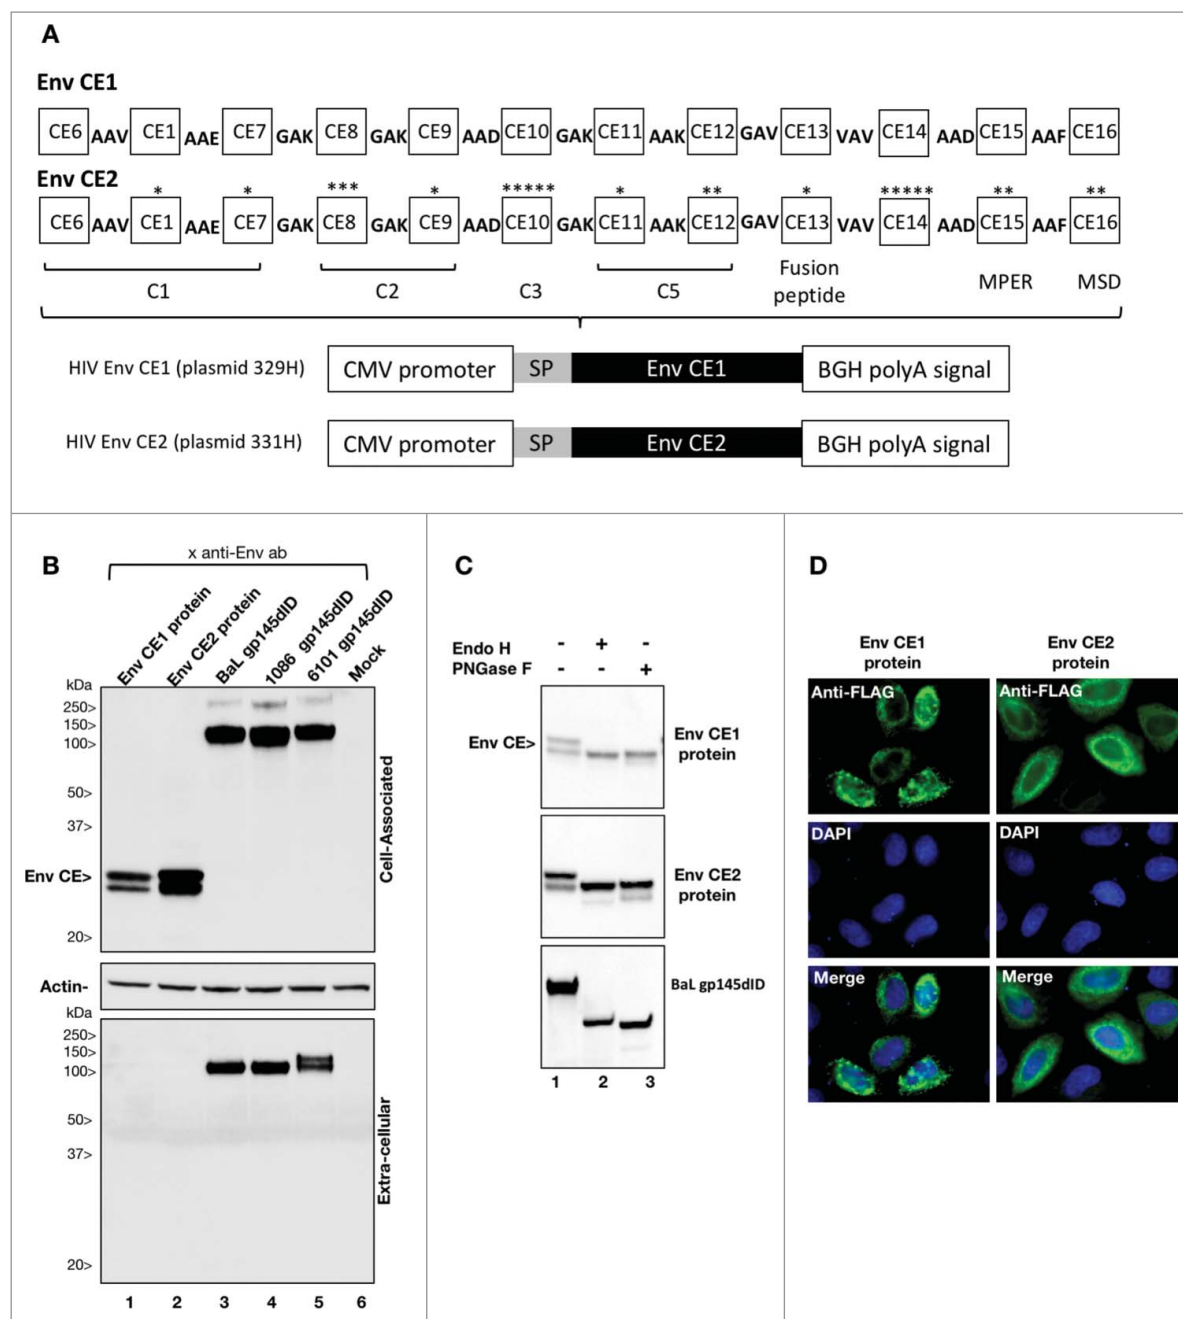 A
Env CE1
CE6 AAV CE1 AAE CE7 GAK CE8 GAK CE9 AAD CE10 GAK CE11 AAK CE12 GAV CE13 VAV CE14 AAD CE15 AAF CE16
Env CE2
* * *** * ***** * ** * ***** ** **
CE6 AAV CE1 AAE CE7 GAK CE8 GAK CE9 AAD CE10 GAK CE11 AAK CE12 GAV CE13 VAV CE14 AAD CE15 AAF CE16
C1 C2 C3 C5 Fusion peptide MPER MSD
HIV Env CE1 (plasmid 329H) CMV promoter SP Env CE1 BGH polyA signal
HIV Env CE2 (plasmid 331H) CMV promoter SP Env CE2 BGH polyA signal
B
x anti-Env ab
Env CE1 protein
Env CE2 protein
BaL gp145dID
1086 gp145dID
6101 gp145dID
Mock
kDa
250>
150>
100>
50>
37>
Env CE>
20>
Cell-Associated
Actin-
kDa
250>
150>
100>
50>
37>
20>
Extra-cellular
1 2 3 4 5 6
C
Endo H - + -
PNGase F - - +
Env CE>
Env CE1
protein
Env CE2
protein
BaL gp145dID
1 2 3
D
Env CE1
protein
Env CE2
protein
Anti-FLAG
Anti-FLAG
DAPI
DAPI
Merge
Merge